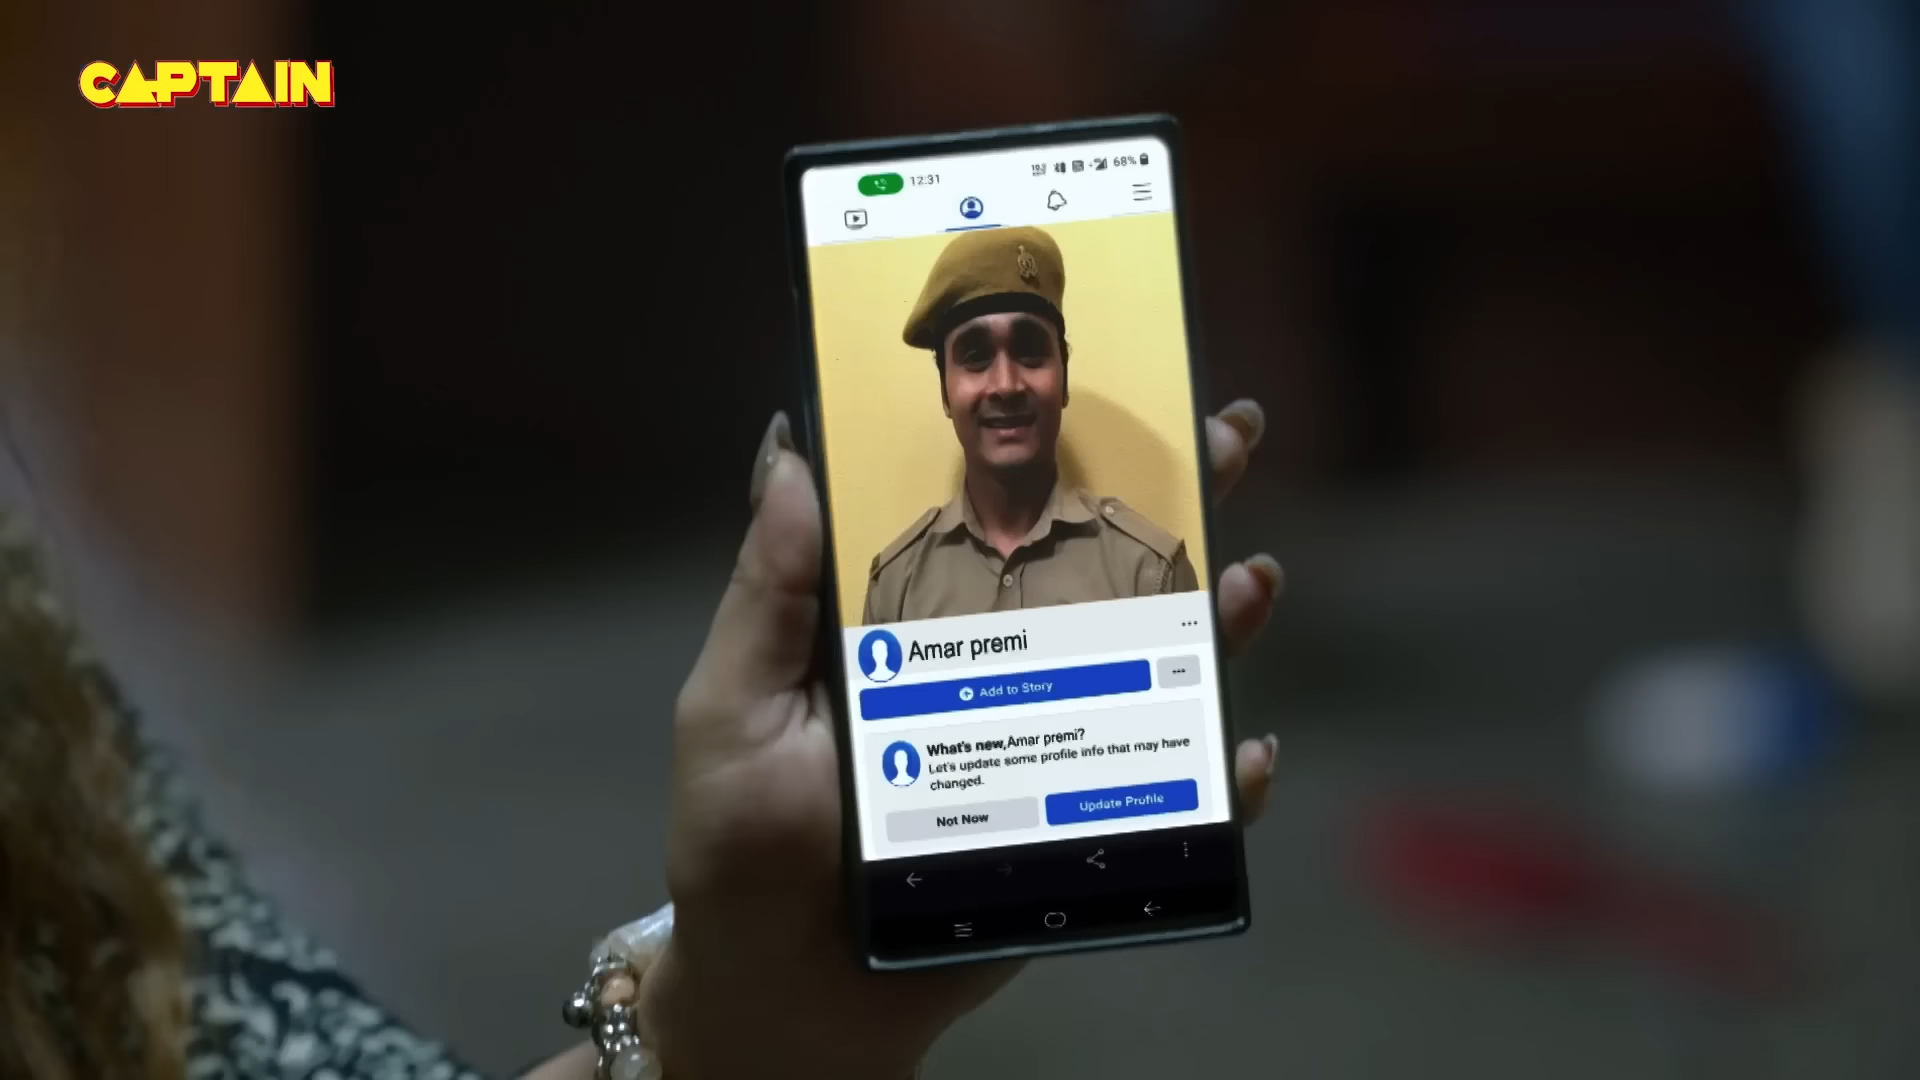 CAPTAIN
12:31
68%
Amar premi
Add to Story
What's new,Amar premi?
Let's update some profile info that may have
changed.
Not Now
Update Profile